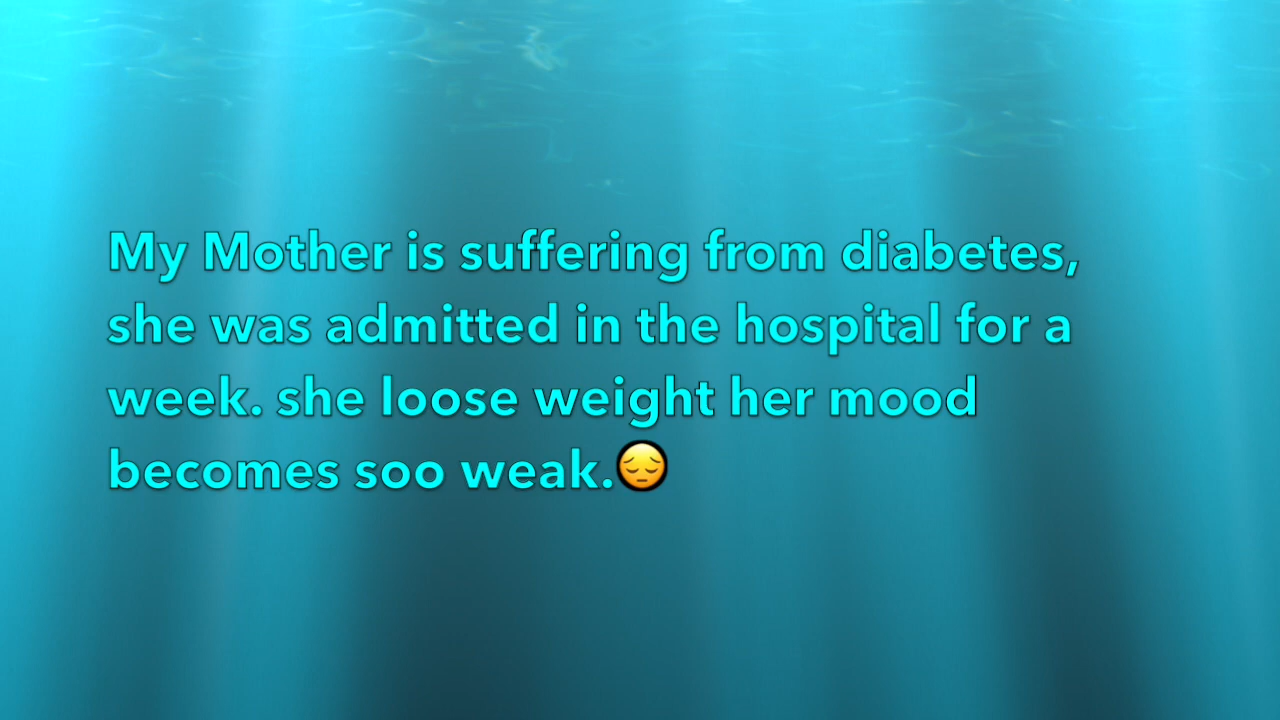 My Mother is suffering from diabetes,
she was admitted in the hospital for a
week. she loose weight her mood
becomes soo weak.😔